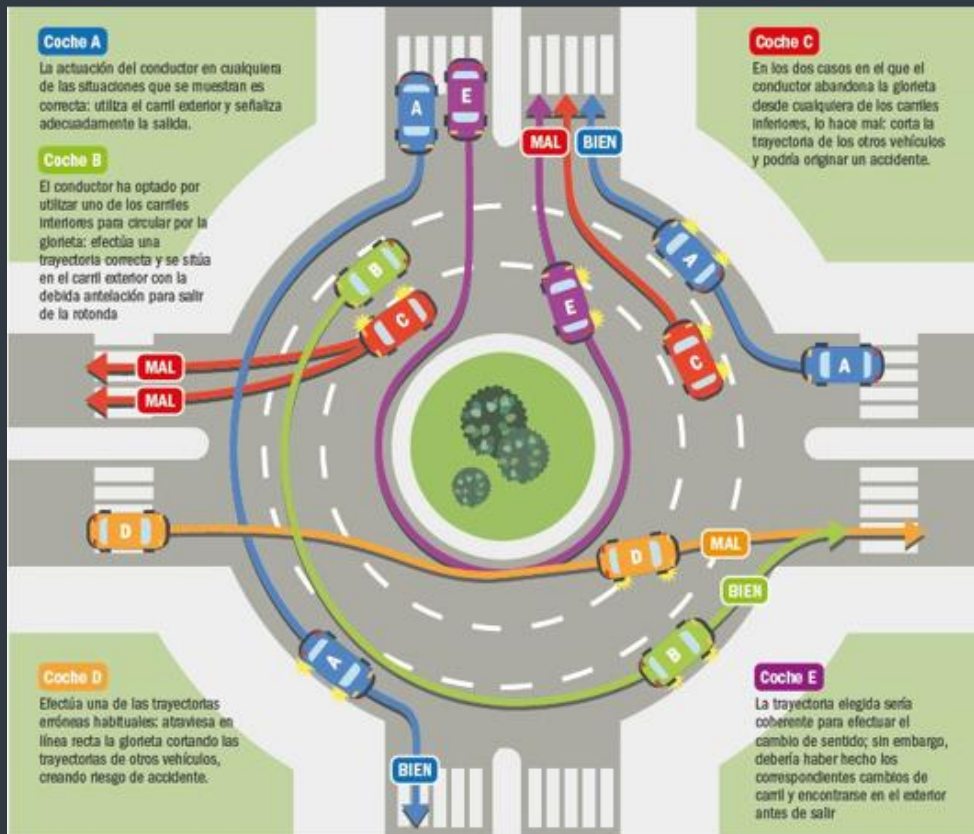 Coche A
La actuación del conductor en cualquiera
de las situaciones que se muestran es
correcta: utiliza el carril exterior y señaliza
adecuadamente la salida.
Coche B
El conductor ha optado por
utilizar uno de los carriles
interiores para circular por la
glorieta: efectúa una
trayectoria correcta y se sitúa
en el carril exterior con la
debida antelación para salir
de la rotonda
Coche C
En los dos casos en el que el
conductor abandona la glorieta
desde cualquiera de los carriles
inferiores, lo hace mal: corta la
trayectoria de los otros vehículos
y podría originar un accidente.
A
E
MAL
BIEN
A
B
E
C
C
A
MAL
MAL
D
D
MAL
BIEN
A
B
BIEN
Coche D
Efectúa una de las trayectorias
erróneas habituales: atraviesa en
línea recta la glorieta cortando las
trayectorias de otros vehículos,
creando riesgo de accidente.
Coche E
La trayectoria elegida sería
coherente para efectuar el
cambio de sentido; sin embargo,
debería haber hecho los
correspondientes cambios de
carril y encontrarse en el exterior
antes de salir